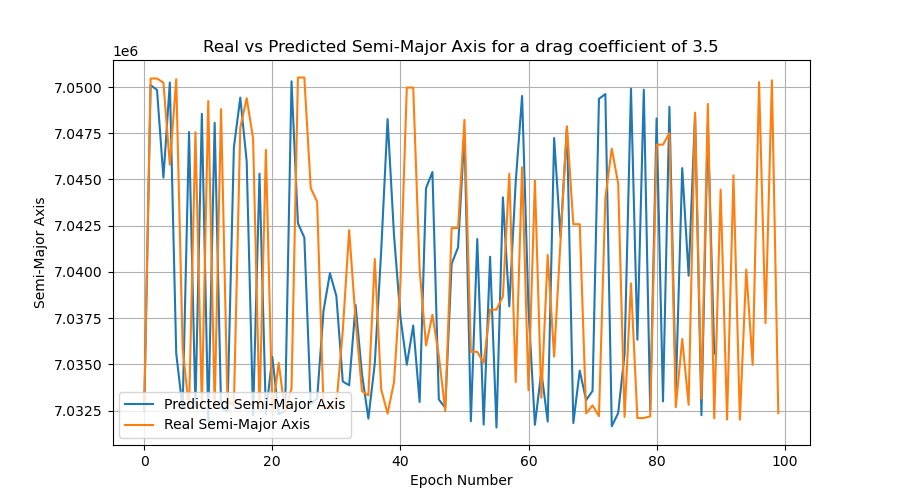 Real vs Predicted Semi-Major Axis for a drag coefficient of 3.5
1e6
7.0500
7.0475
7.0450
7.0425
7.0400
7.0375
7.0350
7.0325
Semi-Major Axis
Predicted Semi-Major Axis
Real Semi-Major Axis
0 20 40 60 80 100
Epoch Number